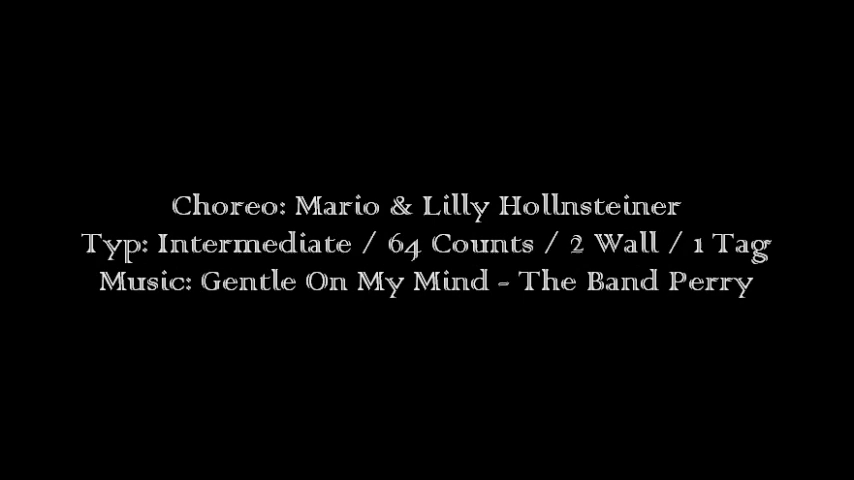 Choreo: Mario & Lilly Hollnsteiner
Typ: Intermediate / 64 Counts / 2 Wall / 1 Tag
Music: Gentle On My Mind - The Band Perry